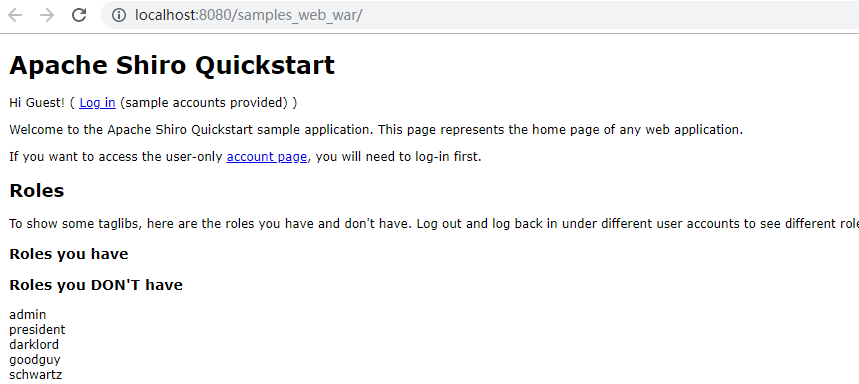 localhost:8080/samples_web_war/
Apache Shiro Quickstart
Hi Guest! ( Log in (sample accounts provided) )
Welcome to the Apache Shiro Quickstart sample application. This page represents the home page of any web application.
If you want to access the user-only account page, you will need to log-in first.
Roles
To show some taglibs, here are the roles you have and don't have. Log out and log back in under different user accounts to see different role
Roles you have
Roles you DON'T have
admin
president
darklord
goodguy
schwartz